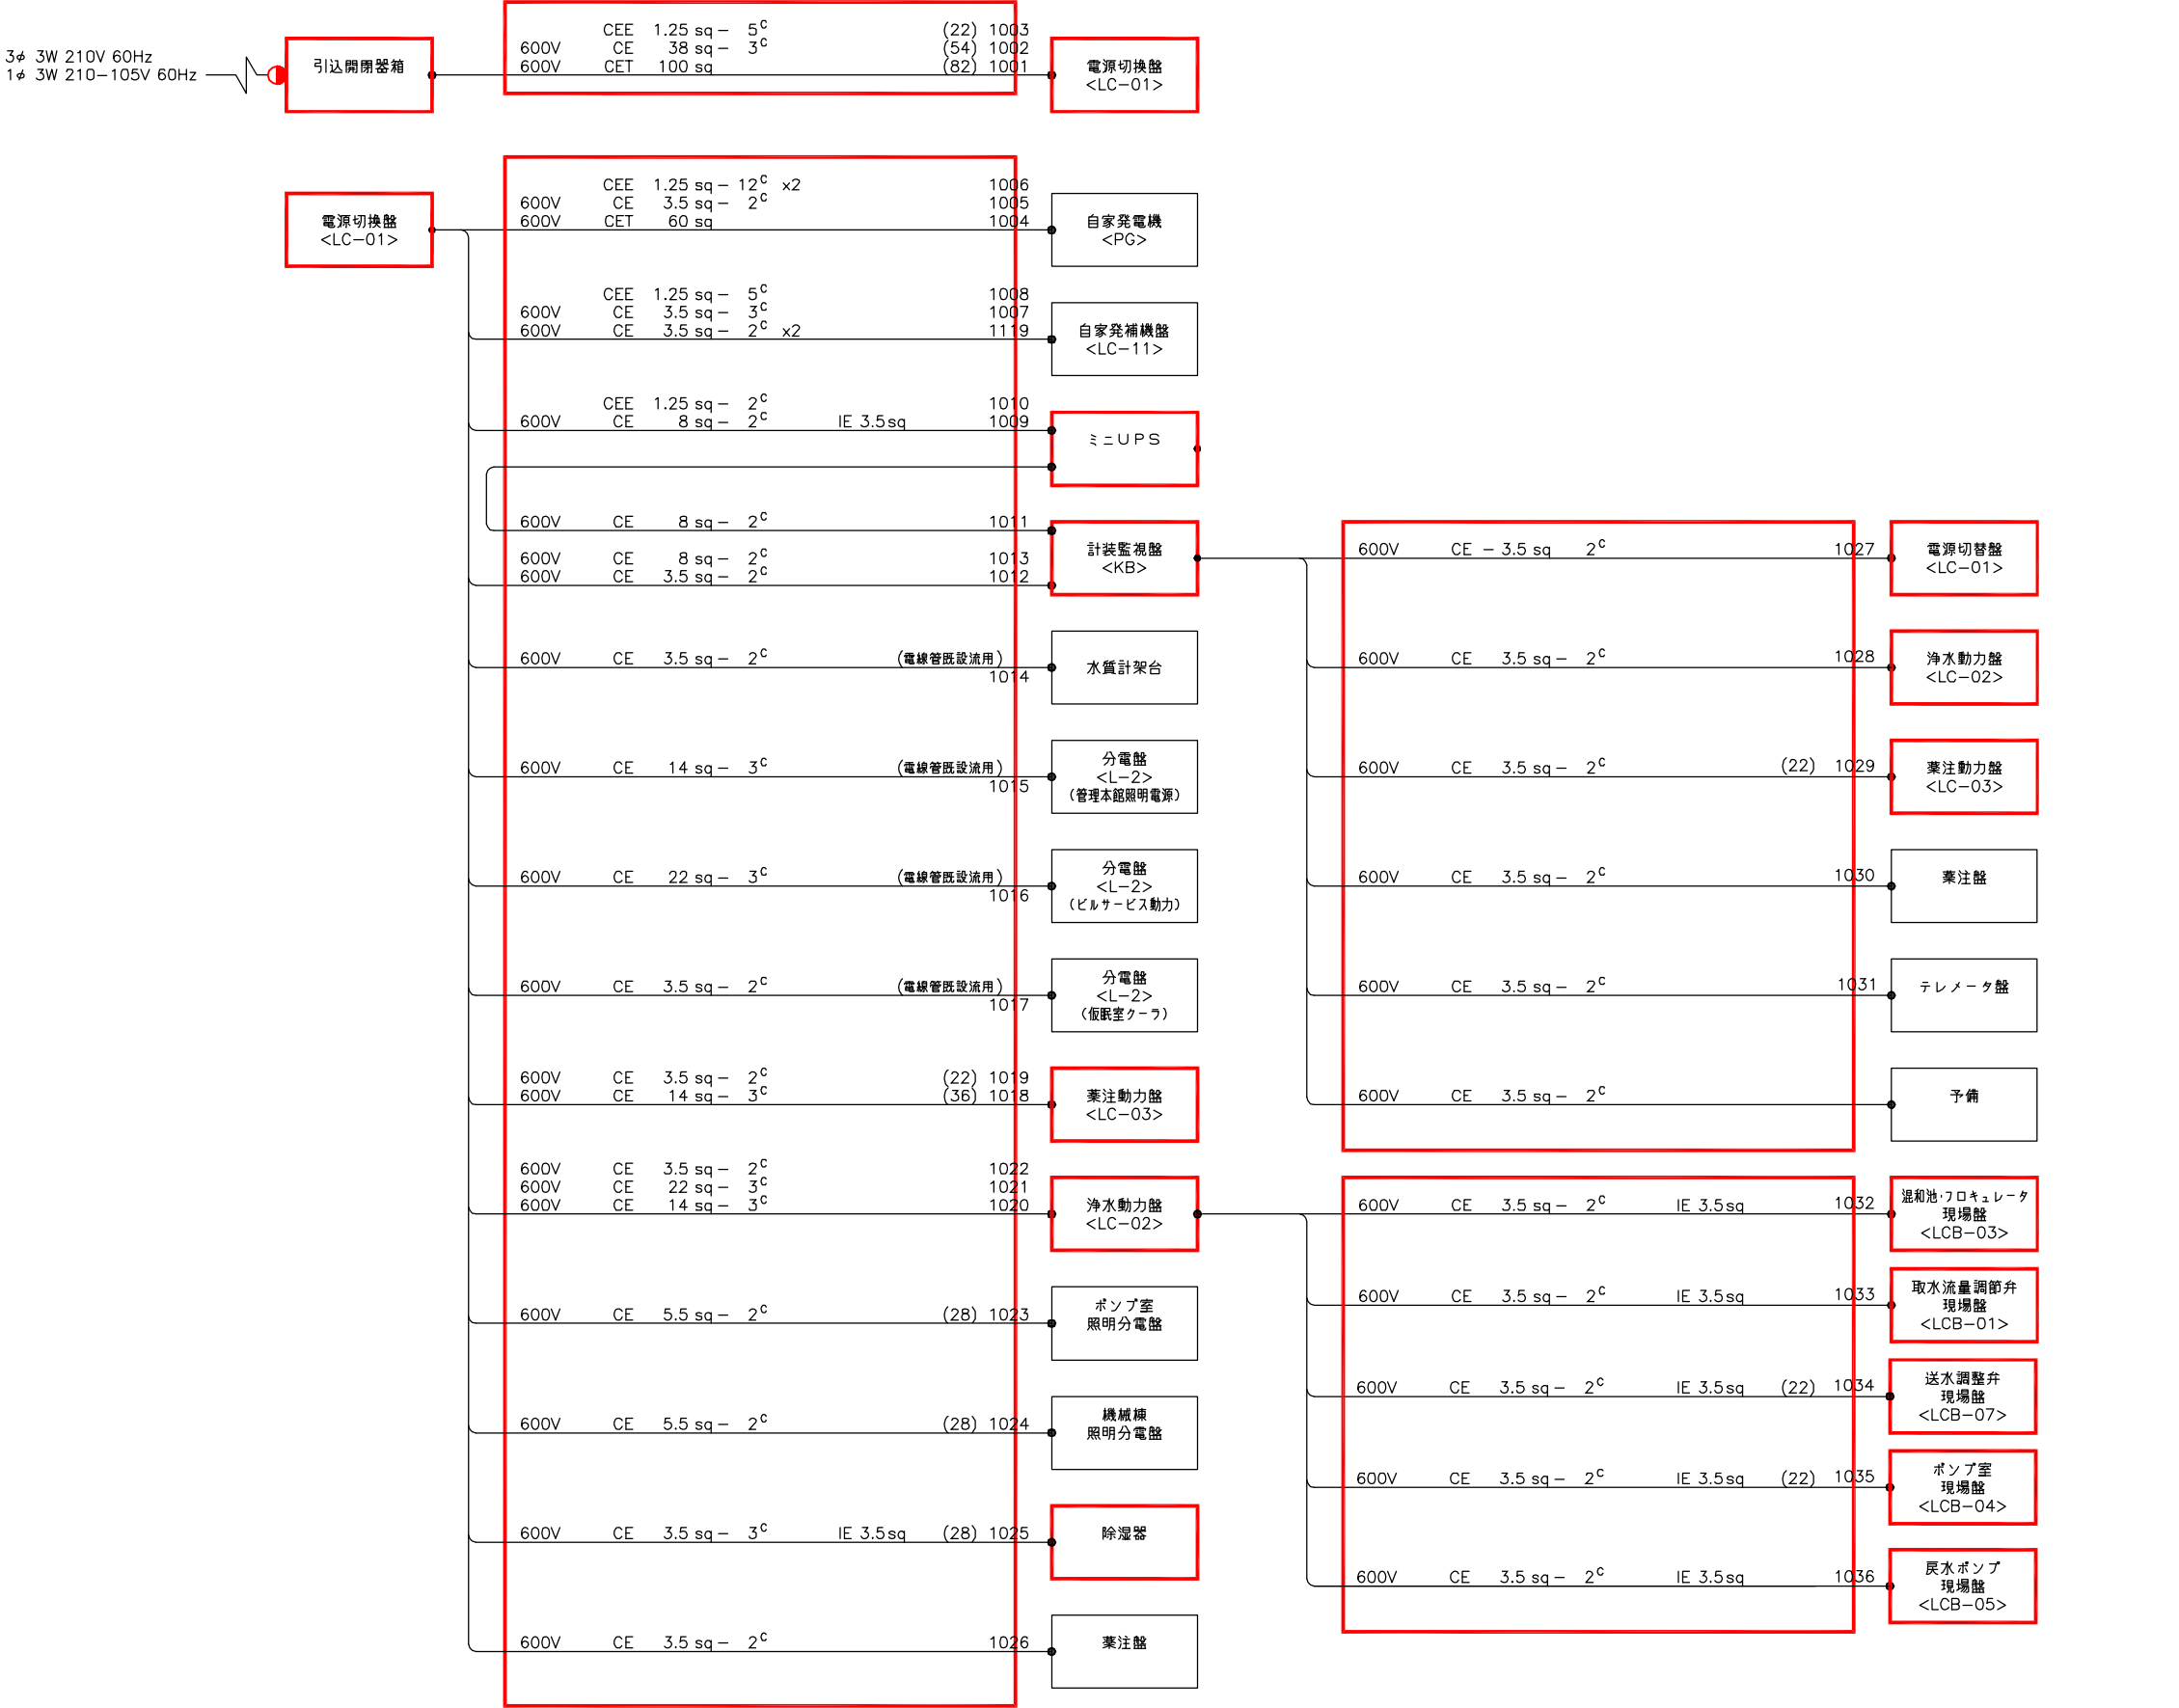 3φ 3W 210V 60Hz
1φ 3W 210-105V 60Hz
引込開閉器箱
CEE 1.25 sq - 5C (22) 1003
600V CE 38 sq - 3C (54) 1002
600V CET 100 sq (82) 1001
電源切換盤
<LC-01>
電源切換盤
<LC-01>
CEE 1.25 sq - 12C x2 1006
600V CE 3.5 sq - 2C 1005
600V CET 60 sq 1004
自家発電機
<PG>
CEE 1.25 sq - 5C 1008
600V CE 3.5 sq - 3C 1007
600V CE 3.5 sq - 2C x2 1119
自家発補機盤
<LC-11>
CEE 1.25 sq - 2C 1010
600V CE 8 sq - 2C IE 3.5sq 1009
ミニUPS
600V CE 8 sq - 2C 1011
600V CE 8 sq - 2C 1013
600V CE 3.5 sq - 2C 1012
計装監視盤
<KB>
600V CE 3.5 sq - 2C (電線管既設流用)
1014
水質計架台
600V CE 14 sq - 3C (電線管既設流用)
1015
分電盤
<L-2>
(管理本館照明電源)
600V CE 22 sq - 3C (電線管既設流用)
1016
分電盤
<L-2>
(ビルサービス動力)
600V CE 3.5 sq - 2C (電線管既設流用)
1017
分電盤
<L-2>
(仮眠室クーラ)
600V CE 3.5 sq - 2C (22) 1019
600V CE 14 sq - 3C (36) 1018
薬注動力盤
<LC-03>
600V CE 3.5 sq - 2C 1022
600V CE 22 sq - 3C 1021
600V CE 14 sq - 3C 1020
浄水動力盤
<LC-02>
600V CE 5.5 sq - 2C (28) 1023
ポンプ室
照明分電盤
600V CE 5.5 sq - 2C (28) 1024
機械棟
照明分電盤
600V CE 3.5 sq - 3C IE 3.5sq (28) 1025
除湿器
600V CE 3.5 sq - 2C 1026
薬注盤
600V CE - 3.5 sq 2C 1027
電源切替盤
<LC-01>
600V CE 3.5 sq - 2C 1028
浄水動力盤
<LC-02>
600V CE 3.5 sq - 2C (22) 1029
薬注動力盤
<LC-03>
600V CE 3.5 sq - 2C 1030
薬注盤
600V CE 3.5 sq - 2C 1031
テレメータ盤
600V CE 3.5 sq - 2C
予備
600V CE 3.5 sq - 2C IE 3.5sq 1032
混和池・フロキュレータ
現場盤
<LCB-03>
600V CE 3.5 sq - 2C IE 3.5sq 1033
取水流量調節弁
現場盤
<LCB-01>
600V CE 3.5 sq - 2C IE 3.5sq (22) 1034
送水調整弁
現場盤
<LCB-07>
600V CE 3.5 sq - 2C IE 3.5sq (22) 1035
ポンプ室
現場盤
<LCB-04>
600V CE 3.5 sq - 2C IE 3.5sq 1036
戻水ポンプ
現場盤
<LCB-05>